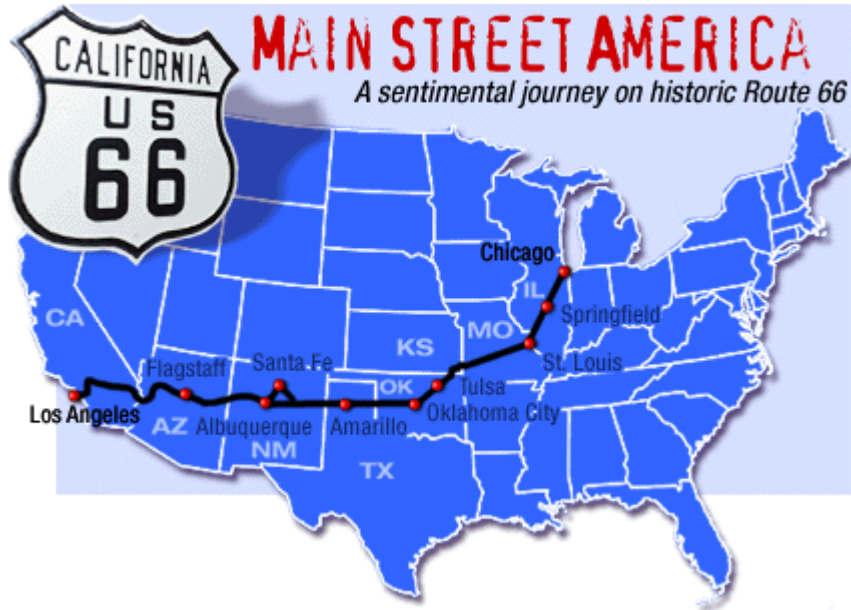 CALIFORNIA
US
66
MAIN STREET AMERICA
A sentimental journey on historic Route 66
Chicago
IL
Springfield
MO
CA
KS
St. Louis
Santa Fe
Flagstaff
OK
Tulsa
Los Angeles
Albuquerque
Amarillo
Oklahoma City
AZ
NM
TX